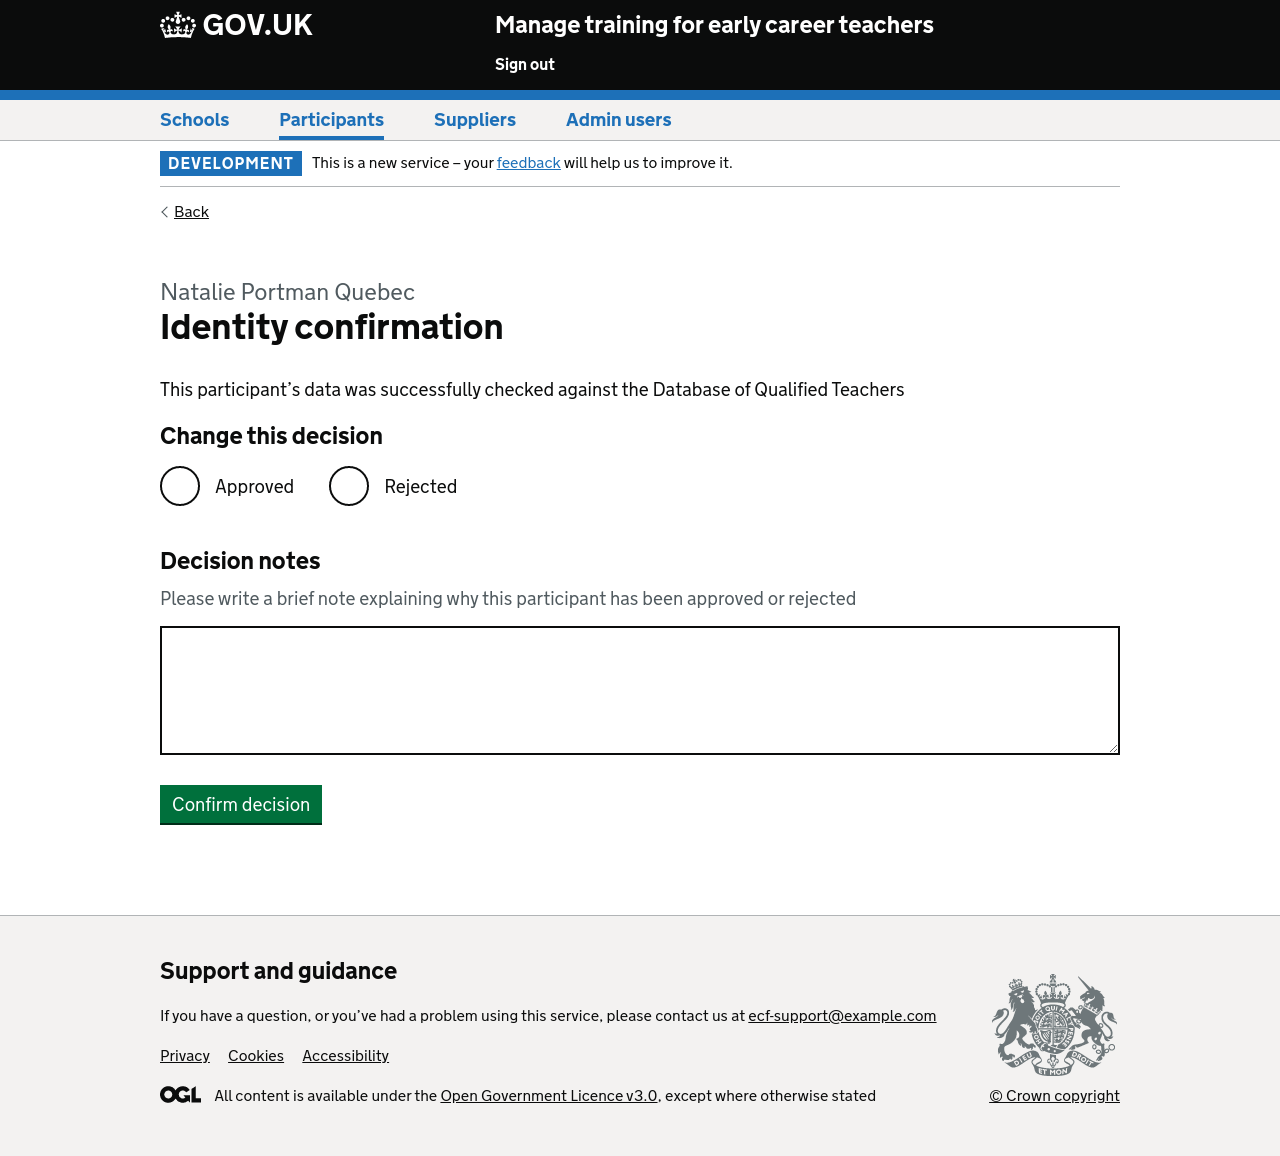 GOV.UK
Manage training for early career teachers
Sign out
Schools Participants Suppliers Admin users
DEVELOPMENT This is a new service – your feedback will help us to improve it.
Back
Natalie Portman Quebec
Identity confirmation
This participant’s data was successfully checked against the Database of Qualified Teachers
Change this decision
Approved Rejected
Decision notes
Please write a brief note explaining why this participant has been approved or rejected
Confirm decision
Support and guidance
If you have a question, or you’ve had a problem using this service, please contact us at ecf-support@example.com
Privacy Cookies Accessibility
OGL All content is available under the Open Government Licence v3.0, except where otherwise stated
© Crown copyright